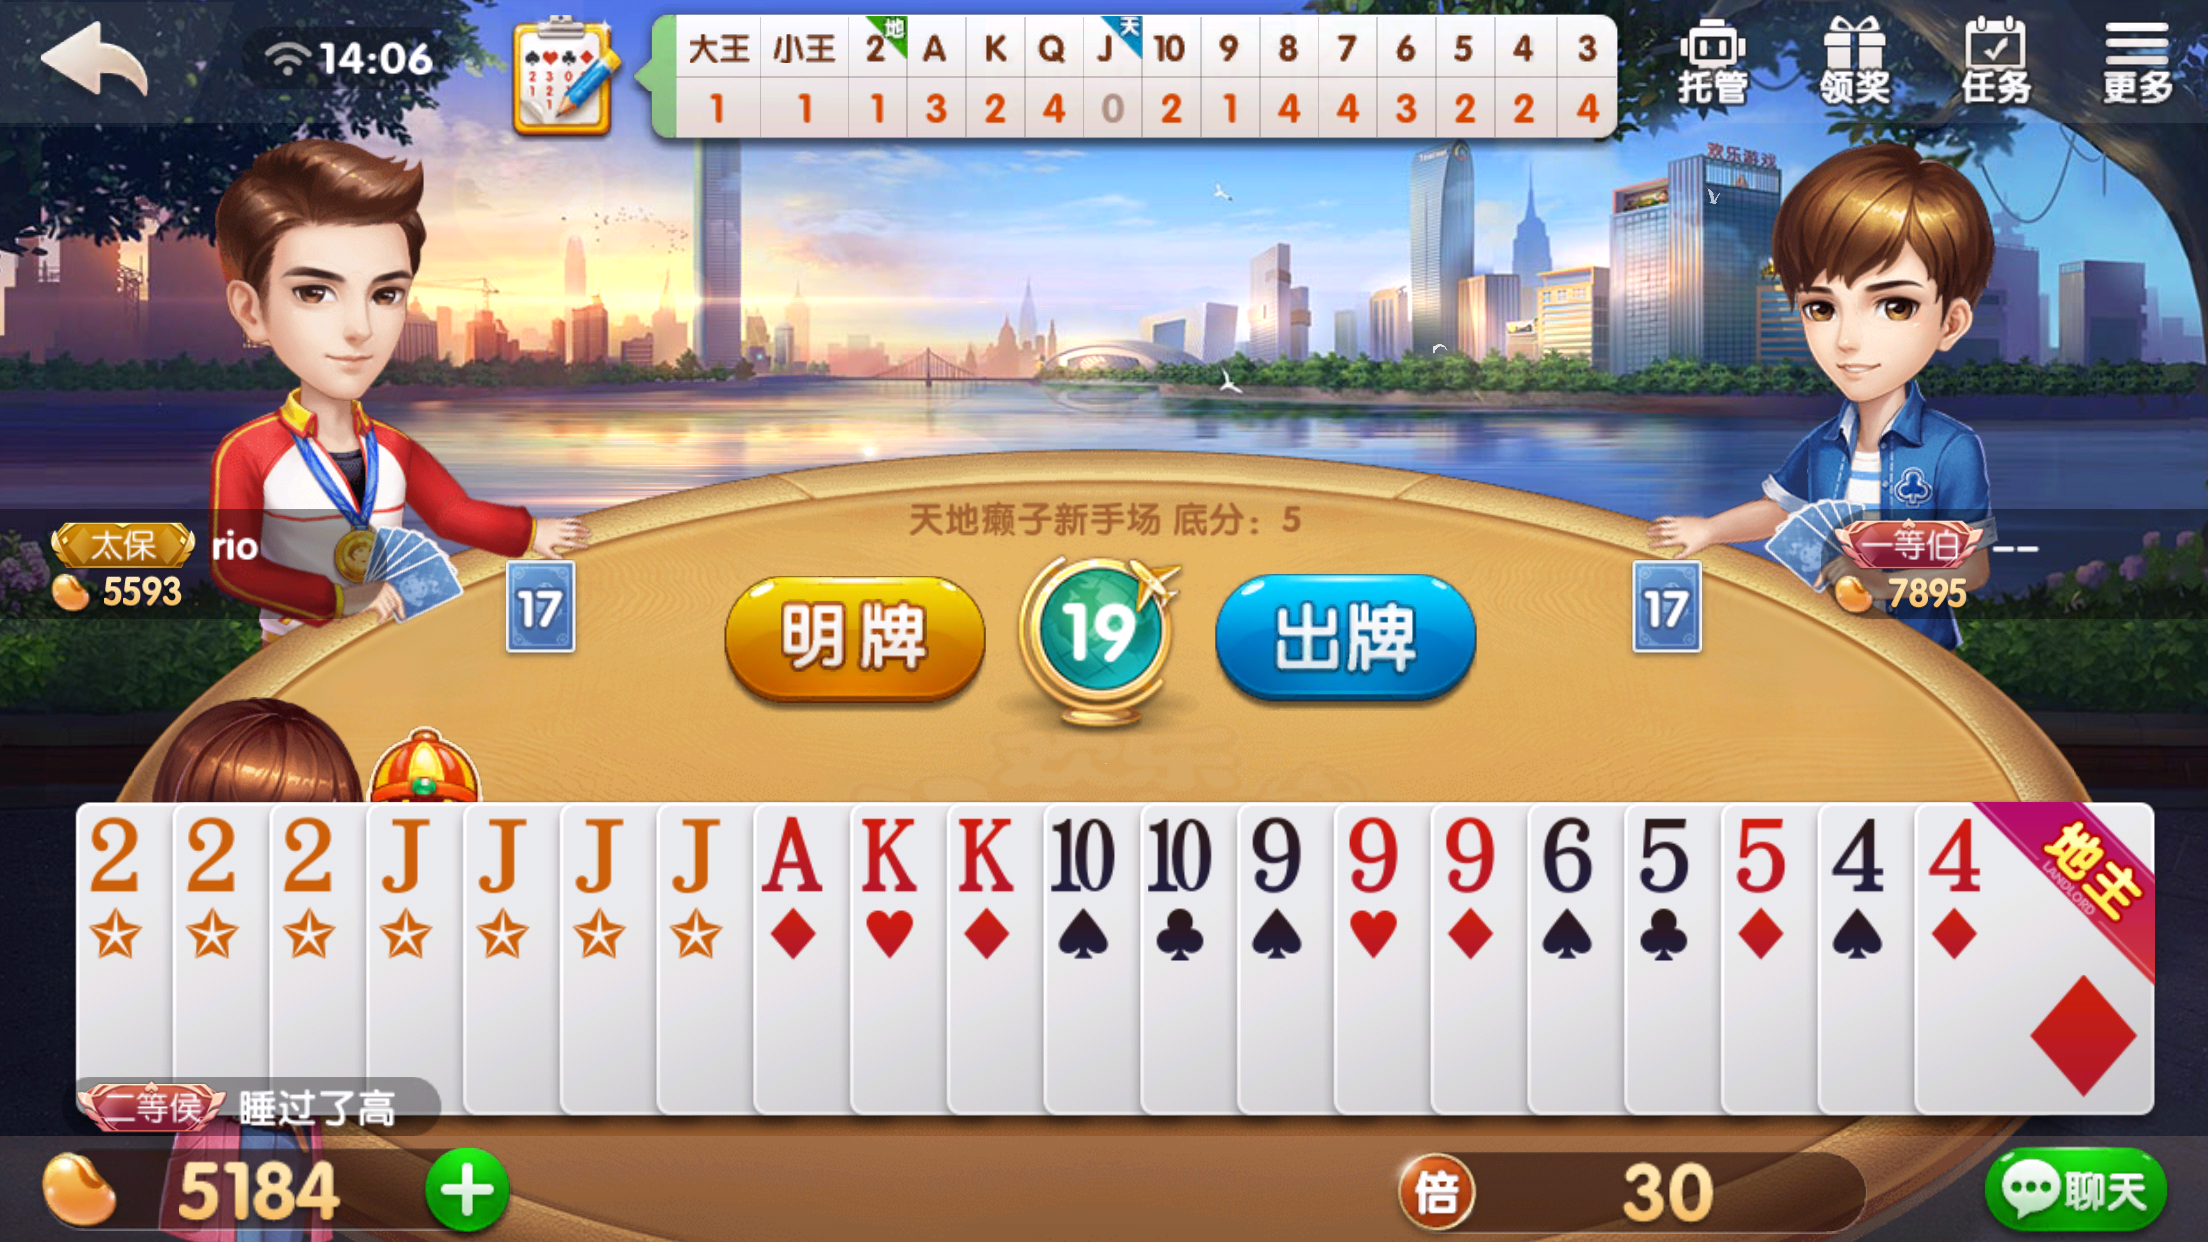 14:06
大王 小王 2 地 A K Q J 天 10 9 8 7 6 5 4 3
1 1 1 3 2 4 0 2 1 4 4 3 2 2 4
托管 领奖 任务 更多
欢乐游戏
天地癞子新手场 底分：5
太保 rio
5593
17
明牌
19
出牌
17
一等伯 --
7895
2 2 2 J J J J A K K 10 10 9 9 9 6 5 5 4 4
地主
LANDLORD
二等侯 睡过了高
5184
倍 30
聊天